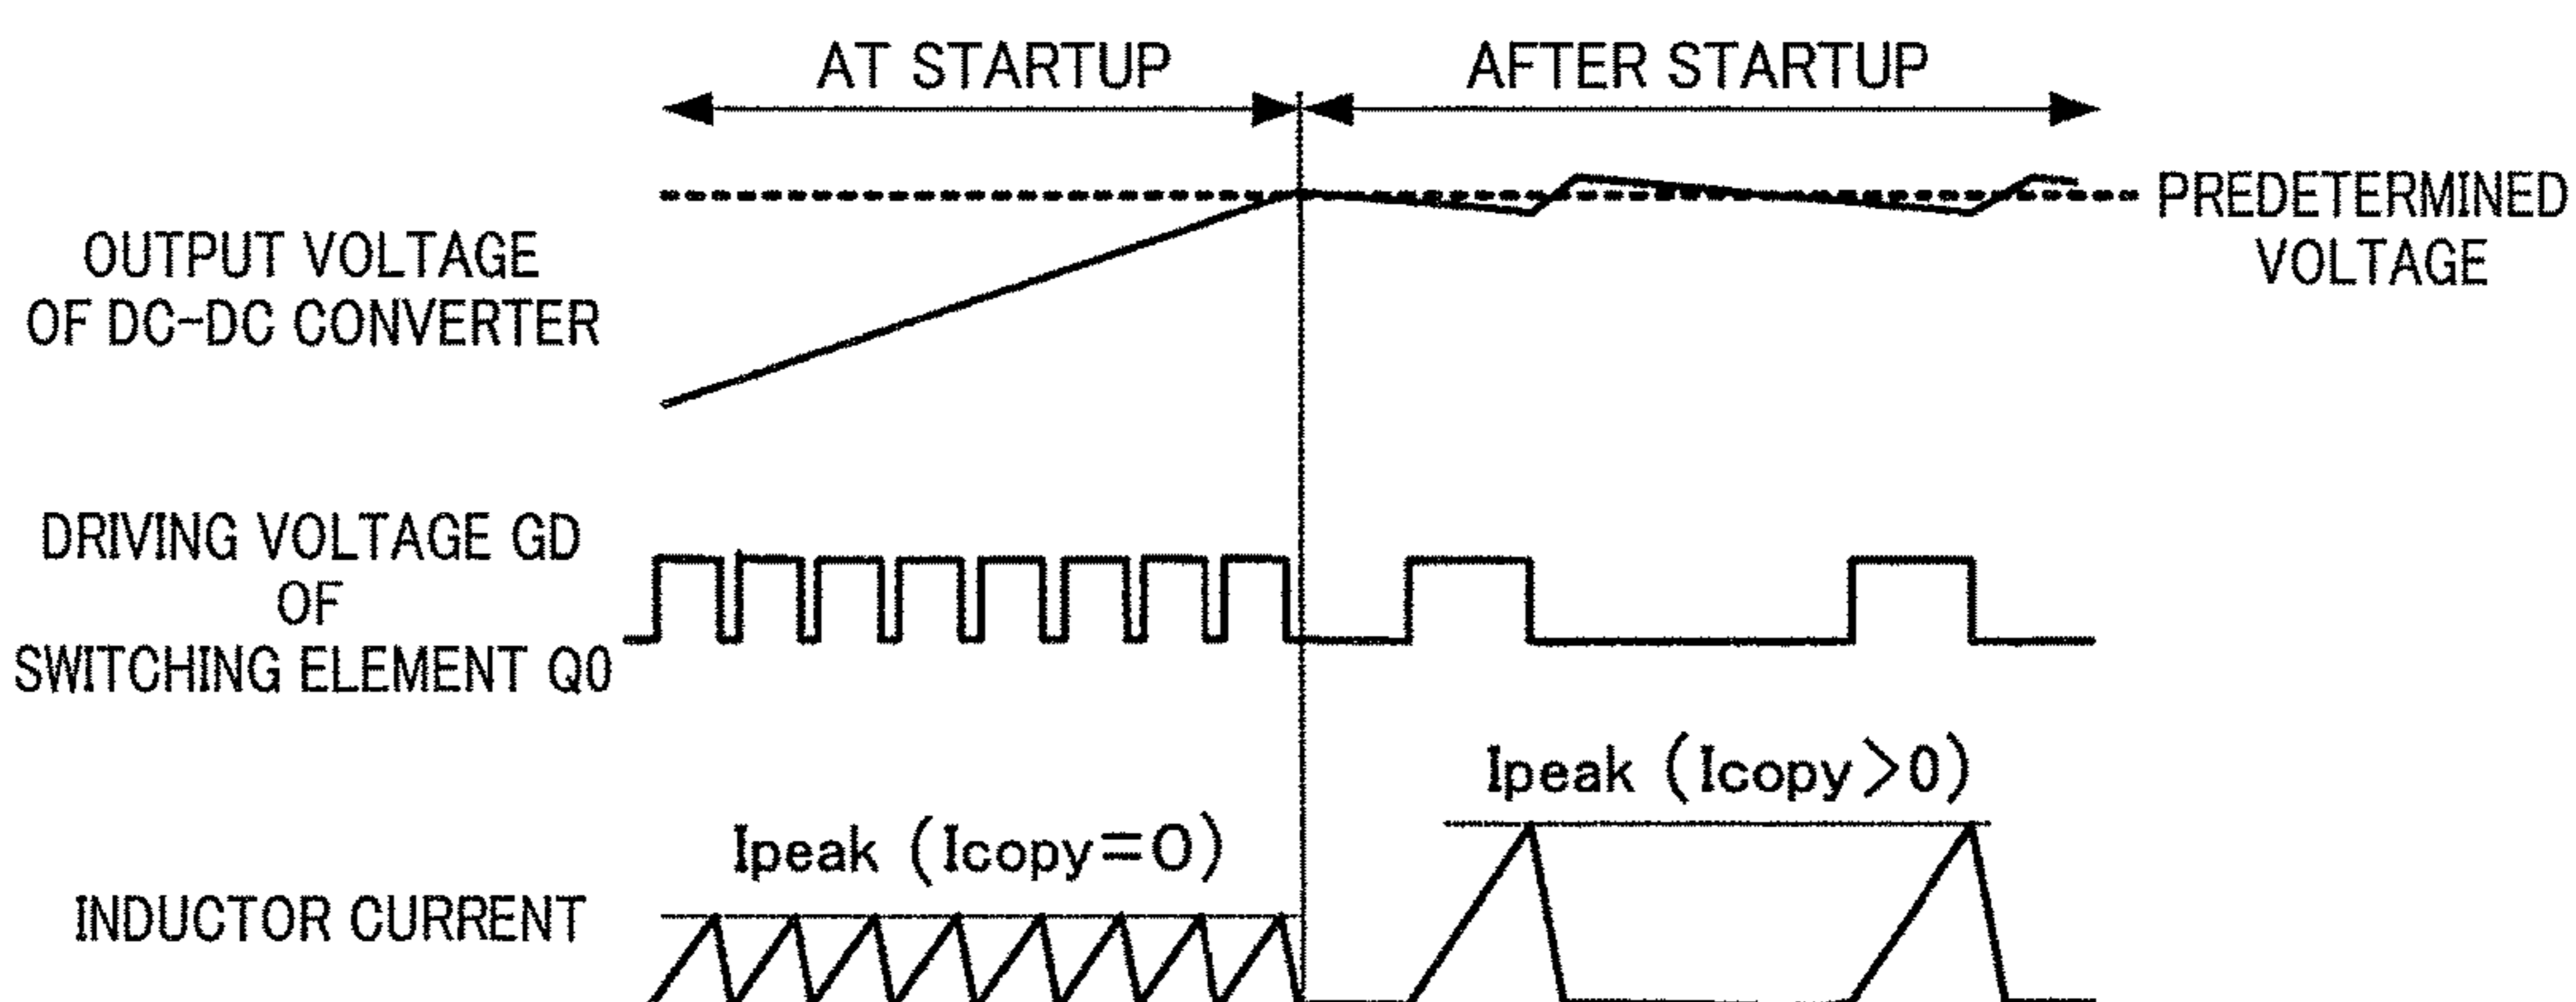 AT STARTUP
AFTER STARTUP
PREDETERMINED
VOLTAGE
OUTPUT VOLTAGE
OF DC-DC CONVERTER
DRIVING VOLTAGE GD
OF
SWITCHING ELEMENT Q0
Ipeak (Icopy>0)
Ipeak (Icopy=0)
INDUCTOR CURRENT